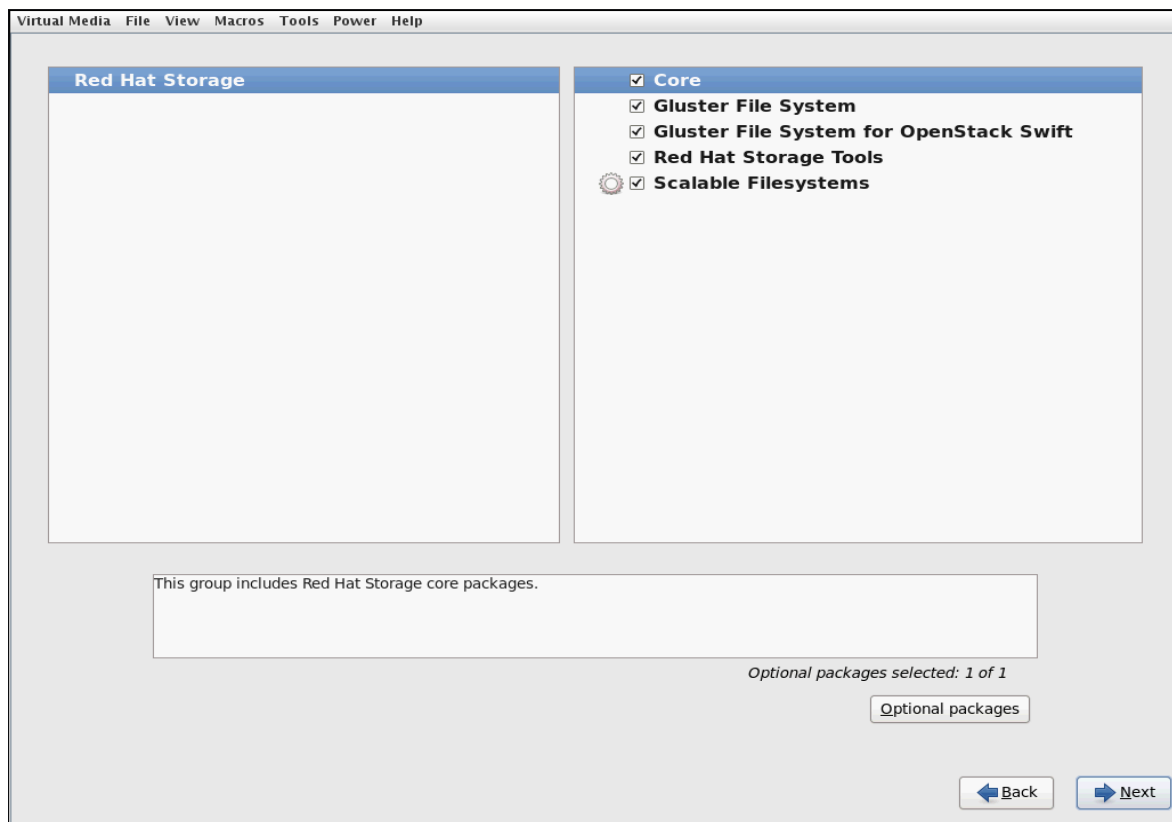 Virtual Media File View Macros Tools Power Help
Red Hat Storage
Core
Gluster File System
Gluster File System for OpenStack Swift
Red Hat Storage Tools
Scalable Filesystems
This group includes Red Hat Storage core packages.
Optional packages selected: 1 of 1
Optional packages
Back Next